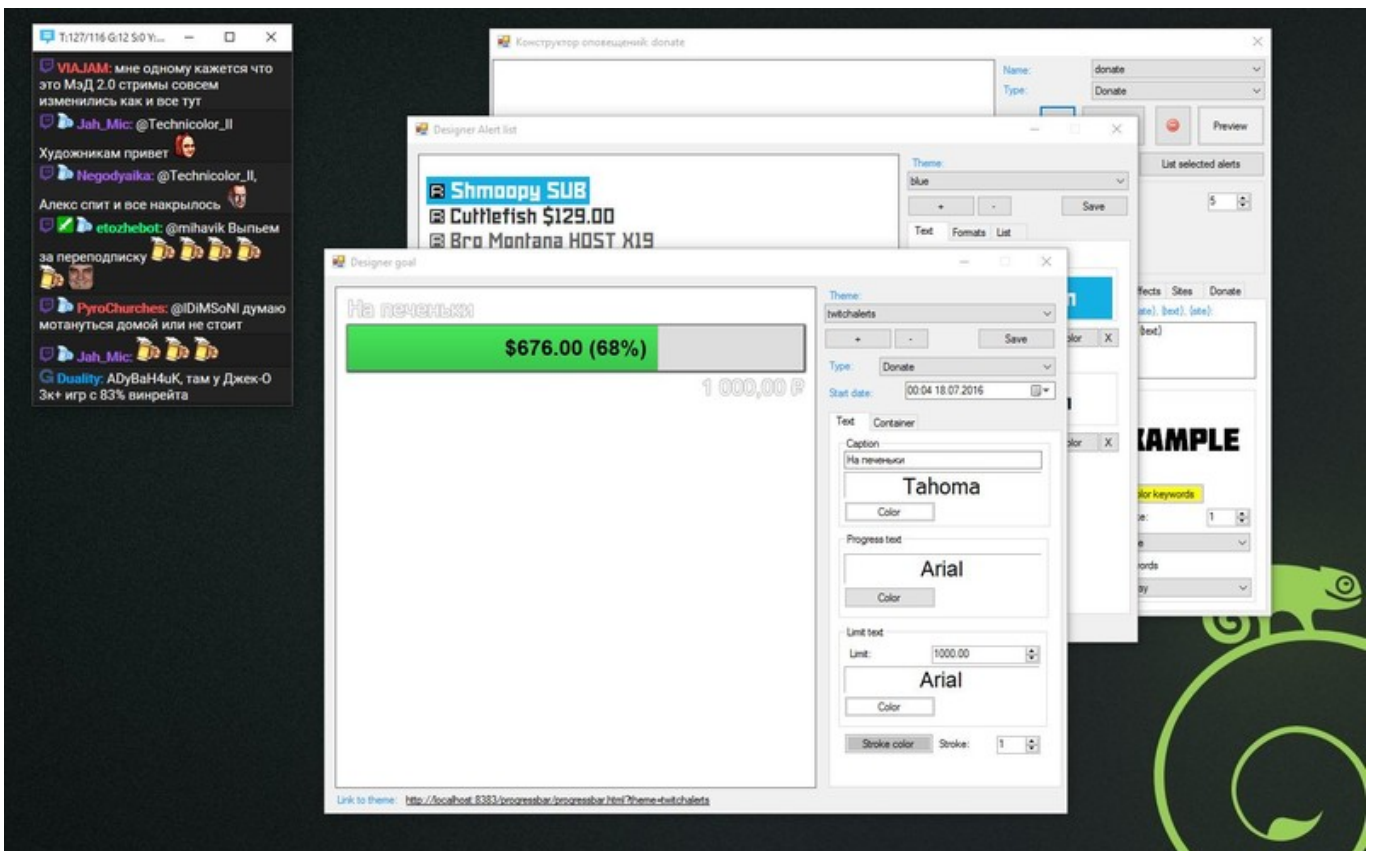 T:127/116 G:12 S:0 Y:...
VIAJAM: мне одному кажется что
это МэД 2.0 стримы совсем
изменились как и все тут
Jah_Mic: @Technicolor_II
Художникам привет
Negodyaika: @Technicolor_II,
Алекс спит и все накрылось
etozhebot: @mihavik Выпьем
за переподписку
PyroChurches: @IDiMSoNI думаю
мотануться домой или не стоит
Jah_Mic:
Duality: ADyBaH4uK, там у Джек-О
3к+ игр с 83% винрейта
Конструктор оповещений: donate
Name: donate
Type: Donate
Preview
List selected alerts
5
Effects Sites Donate
Designer Alert list
Shmoopy SUB
Cuttlefish $129.00
Bro Montana HOST X19
Theme:
blue
+ - Save
Text Formats List
Designer goal
На печеньки
$676.00 (68%)
1 000,00 ₽
Theme:
twitchalerts
+ - Save
Type: Donate
Start date: 00:04 18.07.2016
Text Container
Caption
На печеньки
Tahoma
Color
Progress text
Arial
Color
Limit text
Limit: 1000.00
Arial
Color
Stroke color Stroke: 1
Link to theme: http://localhost:8383/progressbar/progressbar.html?theme=twitchalerts
X
X
{text}
XAMPLE
Color keywords
1